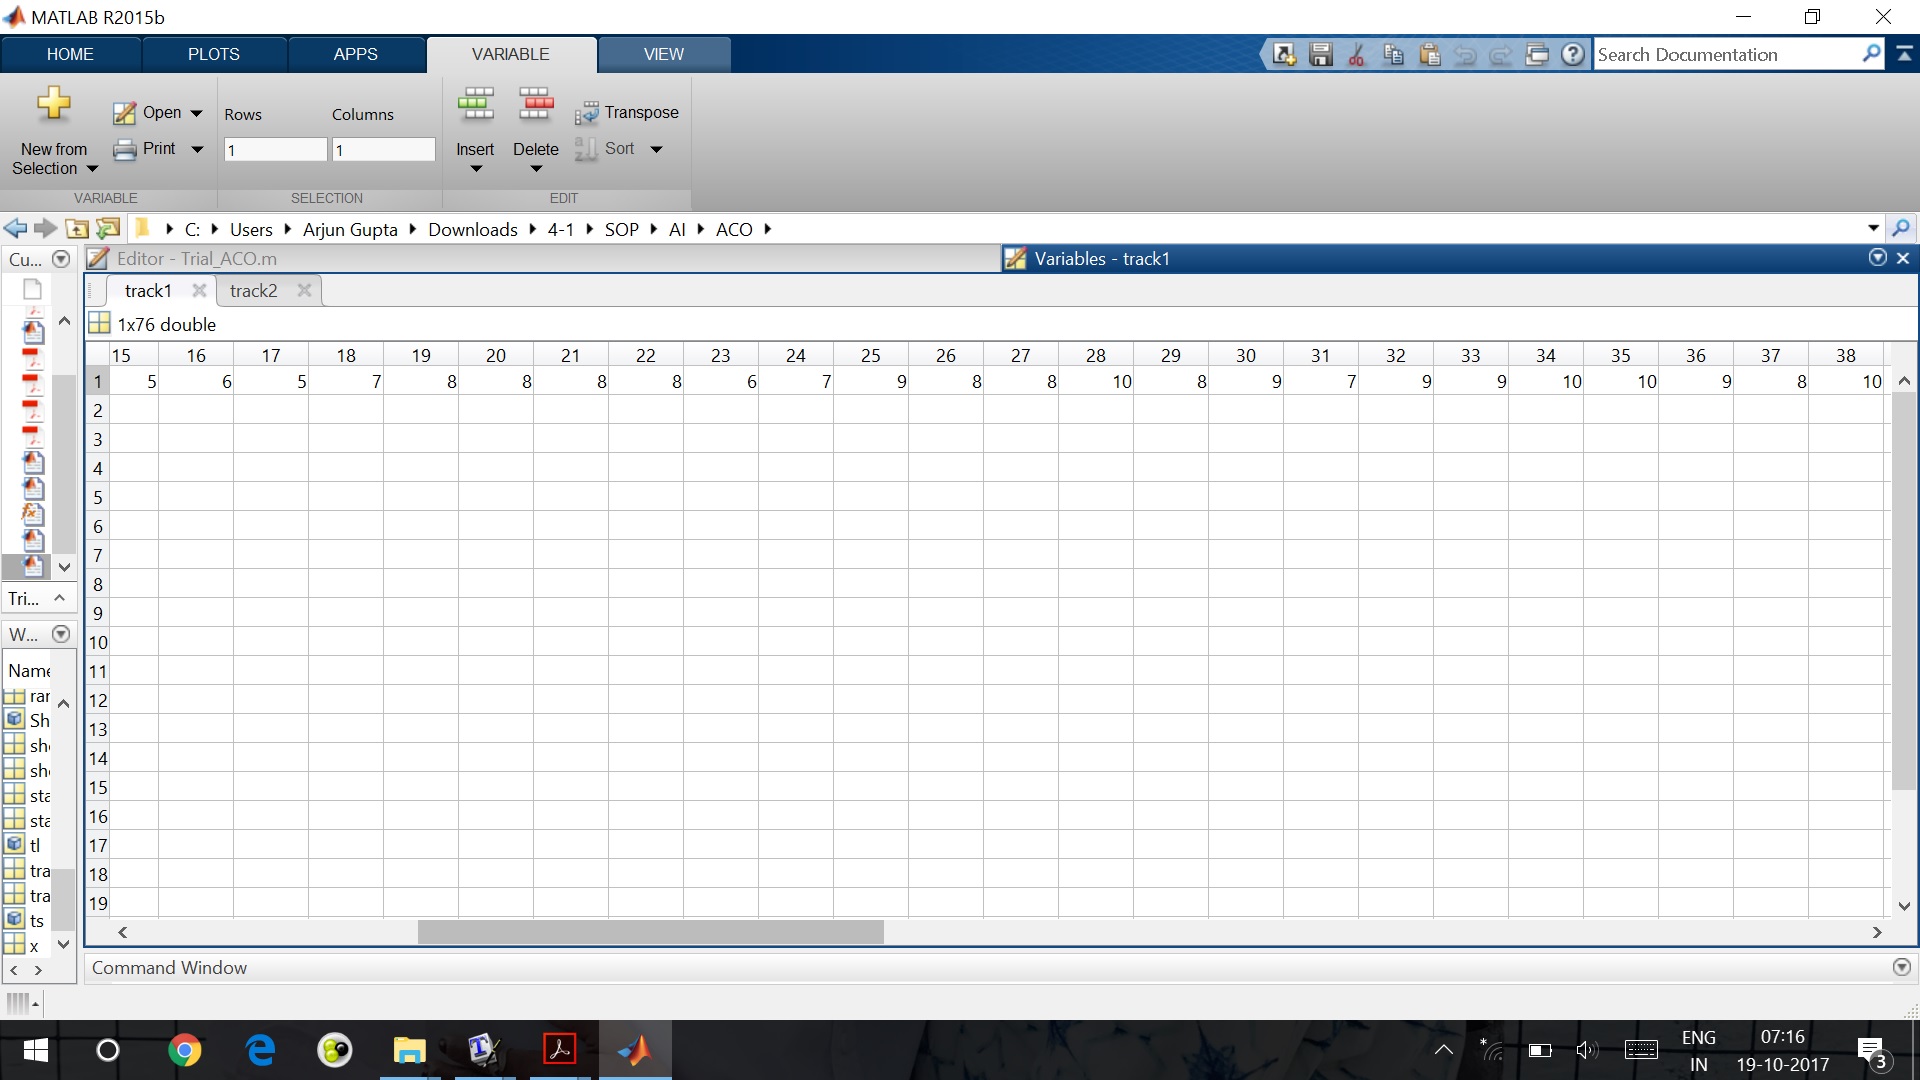 MATLAB R2015b
HOME PLOTS APPS VARIABLE VIEW Search Documentation
New from Selection Open Print Rows Columns Insert Delete Transpose Sort
1 1
VARIABLE SELECTION EDIT
C: Users Arjun Gupta Downloads 4-1 SOP AI ACO
Cu... Editor - Trial_ACO.m Variables - track1
track1 track2
1x76 double
15 16 17 18 19 20 21 22 23 24 25 26 27 28 29 30 31 32 33 34 35 36 37 38
1 5 6 5 7 8 8 8 8 6 7 9 8 8 10 8 9 7 9 9 10 10 9 8 10
2
3
4
5
6
7
8
9
10
11
12
13
14
15
16
17
18
19
Tri...
W...
Name
rar
Sh
sh
sh
sta
sta
tl
tra
tra
ts
x
Command Window
ENG 07:16
IN 19-10-2017 3